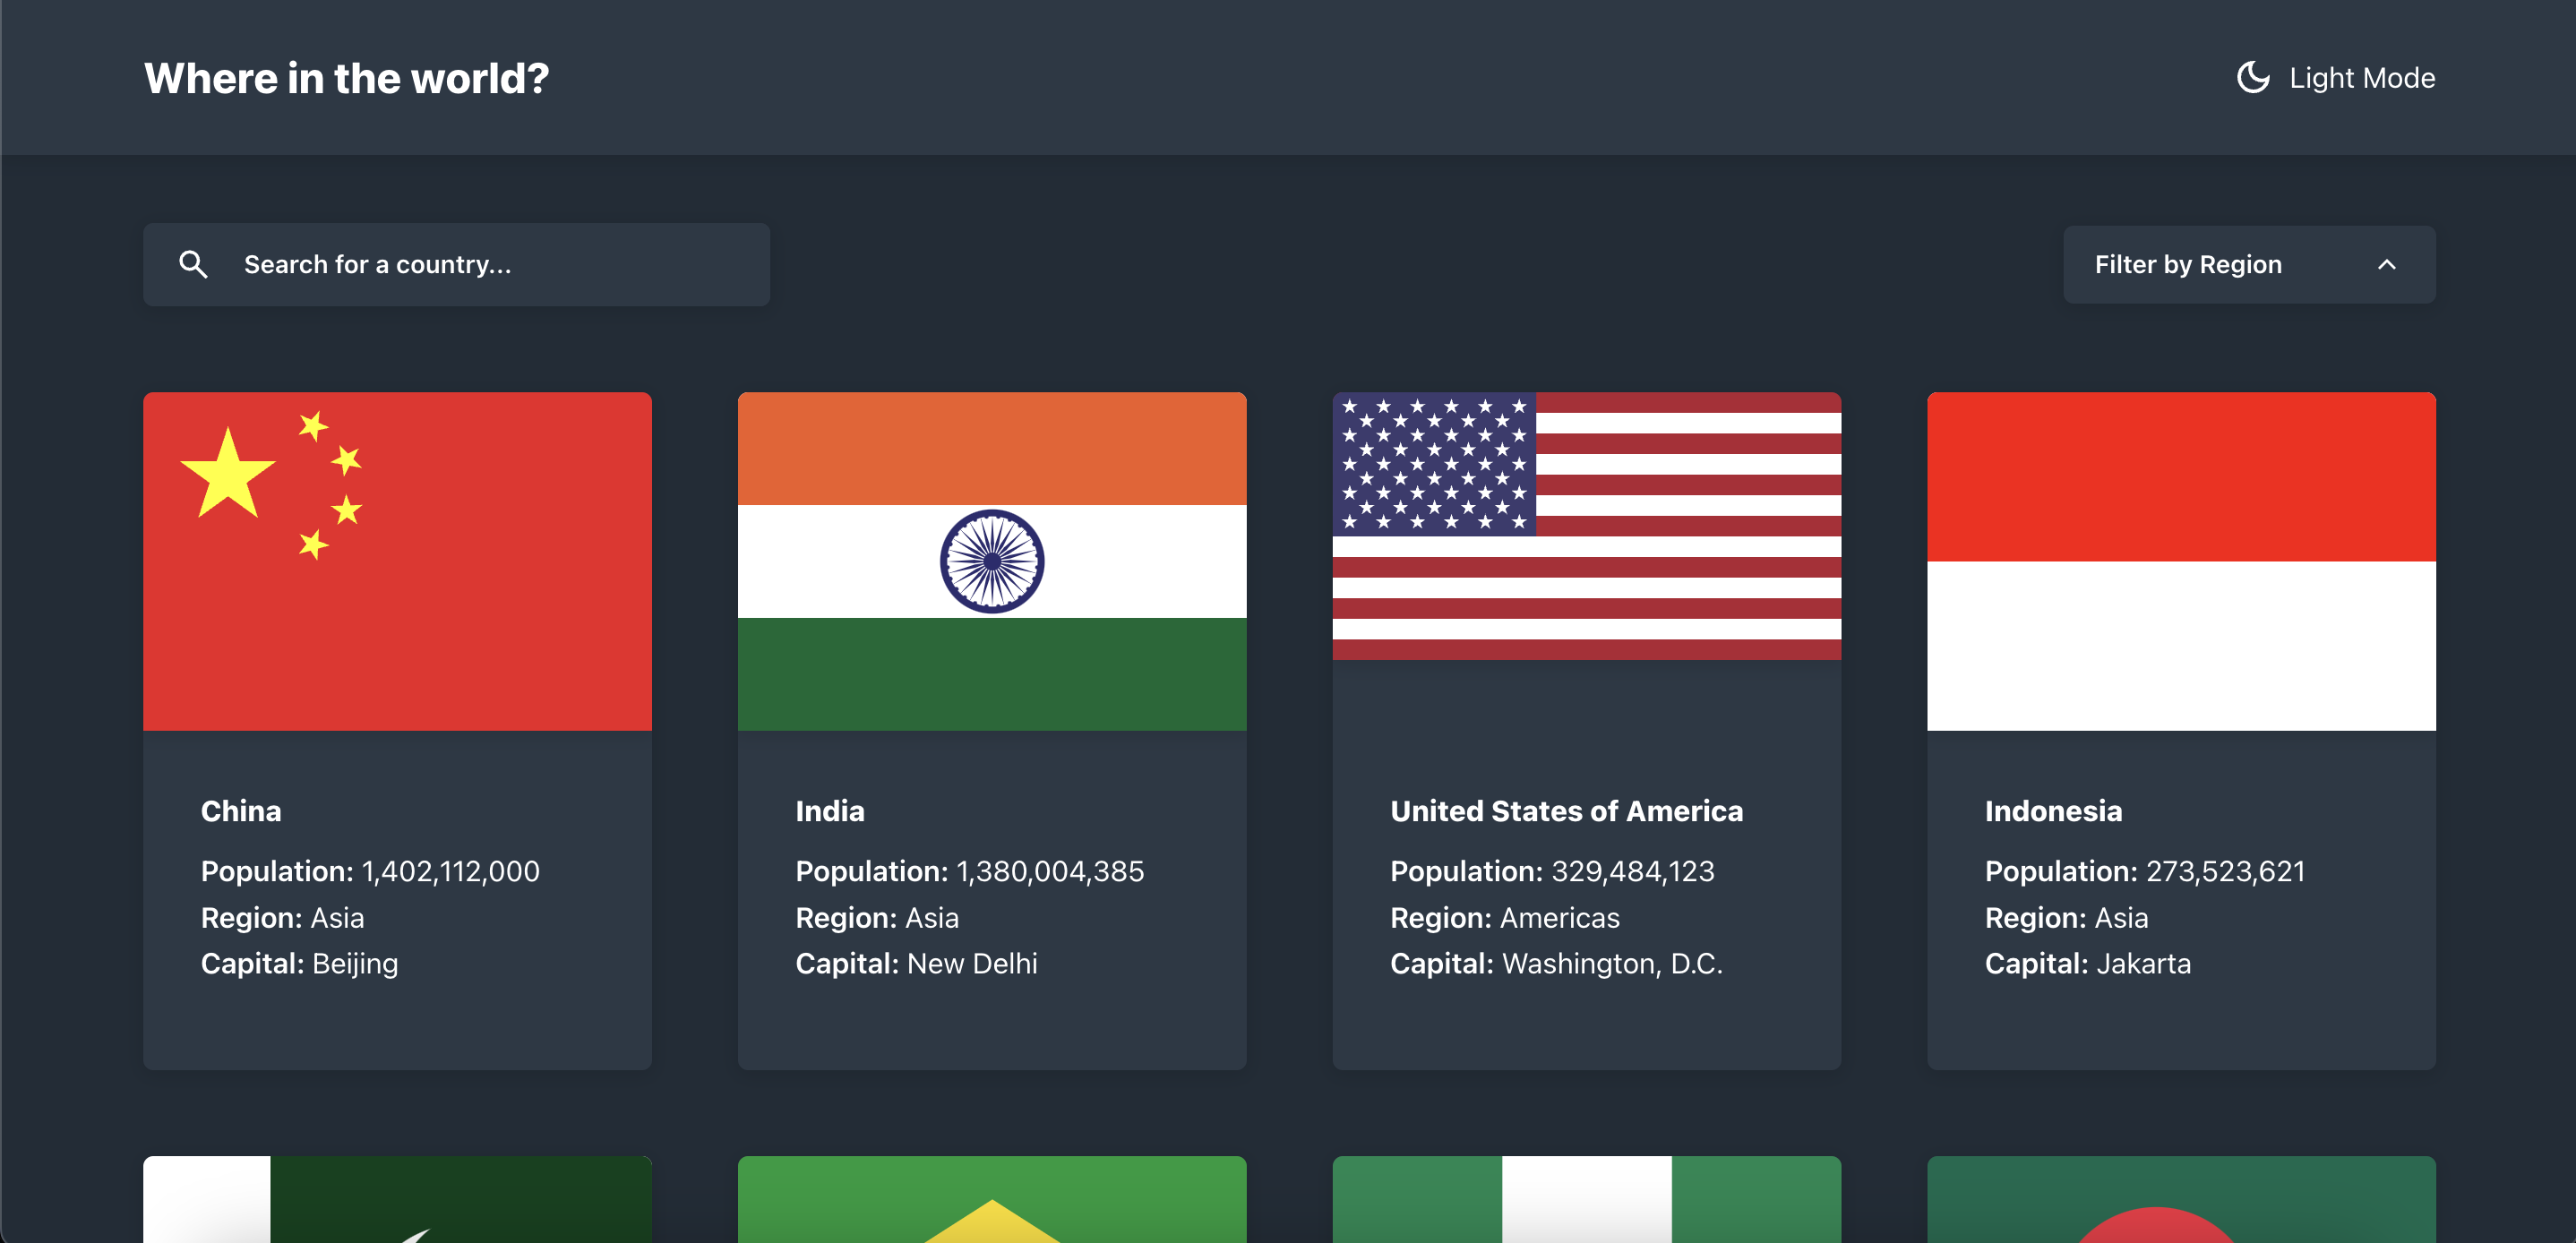 Where in the world?
Light Mode
Search for a country...
Filter by Region
China
Population: 1,402,112,000
Region: Asia
Capital: Beijing
India
Population: 1,380,004,385
Region: Asia
Capital: New Delhi
United States of America
Population: 329,484,123
Region: Americas
Capital: Washington, D.C.
Indonesia
Population: 273,523,621
Region: Asia
Capital: Jakarta